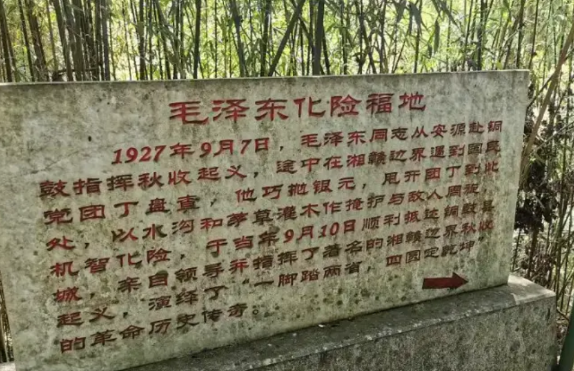 毛泽东化险福地
1927年9月7日，毛泽东同志从安源赴铜
鼓指挥秋收起义，途中在湘赣边界遇到国民
党团丁盘查，他巧抛银元，甩开团丁到此
处，以水沟和茅草灌木作掩护与敌人周旋，
机智化险，于当年9月10日顺利抵达铜鼓县
城，亲自领导并指挥了著名的湘赣边界秋收
起义，演绎了“一脚踏两省，四圆定乾坤”
的革命历史传奇。